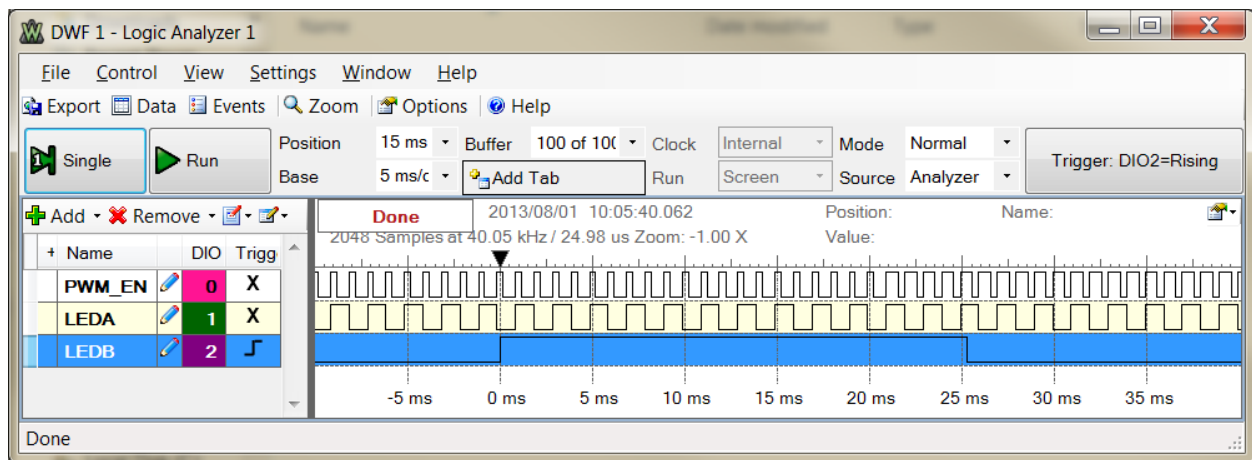 DWF 1 - Logic Analyzer 1
File Control View Settings Window Help
Export Data Events Zoom Options Help
Single Run Position 15 ms Buffer 100 of 10( Clock Internal Mode Normal Trigger: DIO2=Rising
Base 5 ms/c Add Tab Run Screen Source Analyzer
Add Remove Done 2013/08/01 10:05:40.062 Position: Name:
2048 Samples at 40.05 kHz / 24.98 us Zoom: -1.00 X Value:
+ Name DIO Trigg
PWM_EN 0 X
LEDA 1 X
LEDB 2
-5 ms 0 ms 5 ms 10 ms 15 ms 20 ms 25 ms 30 ms 35 ms
Done